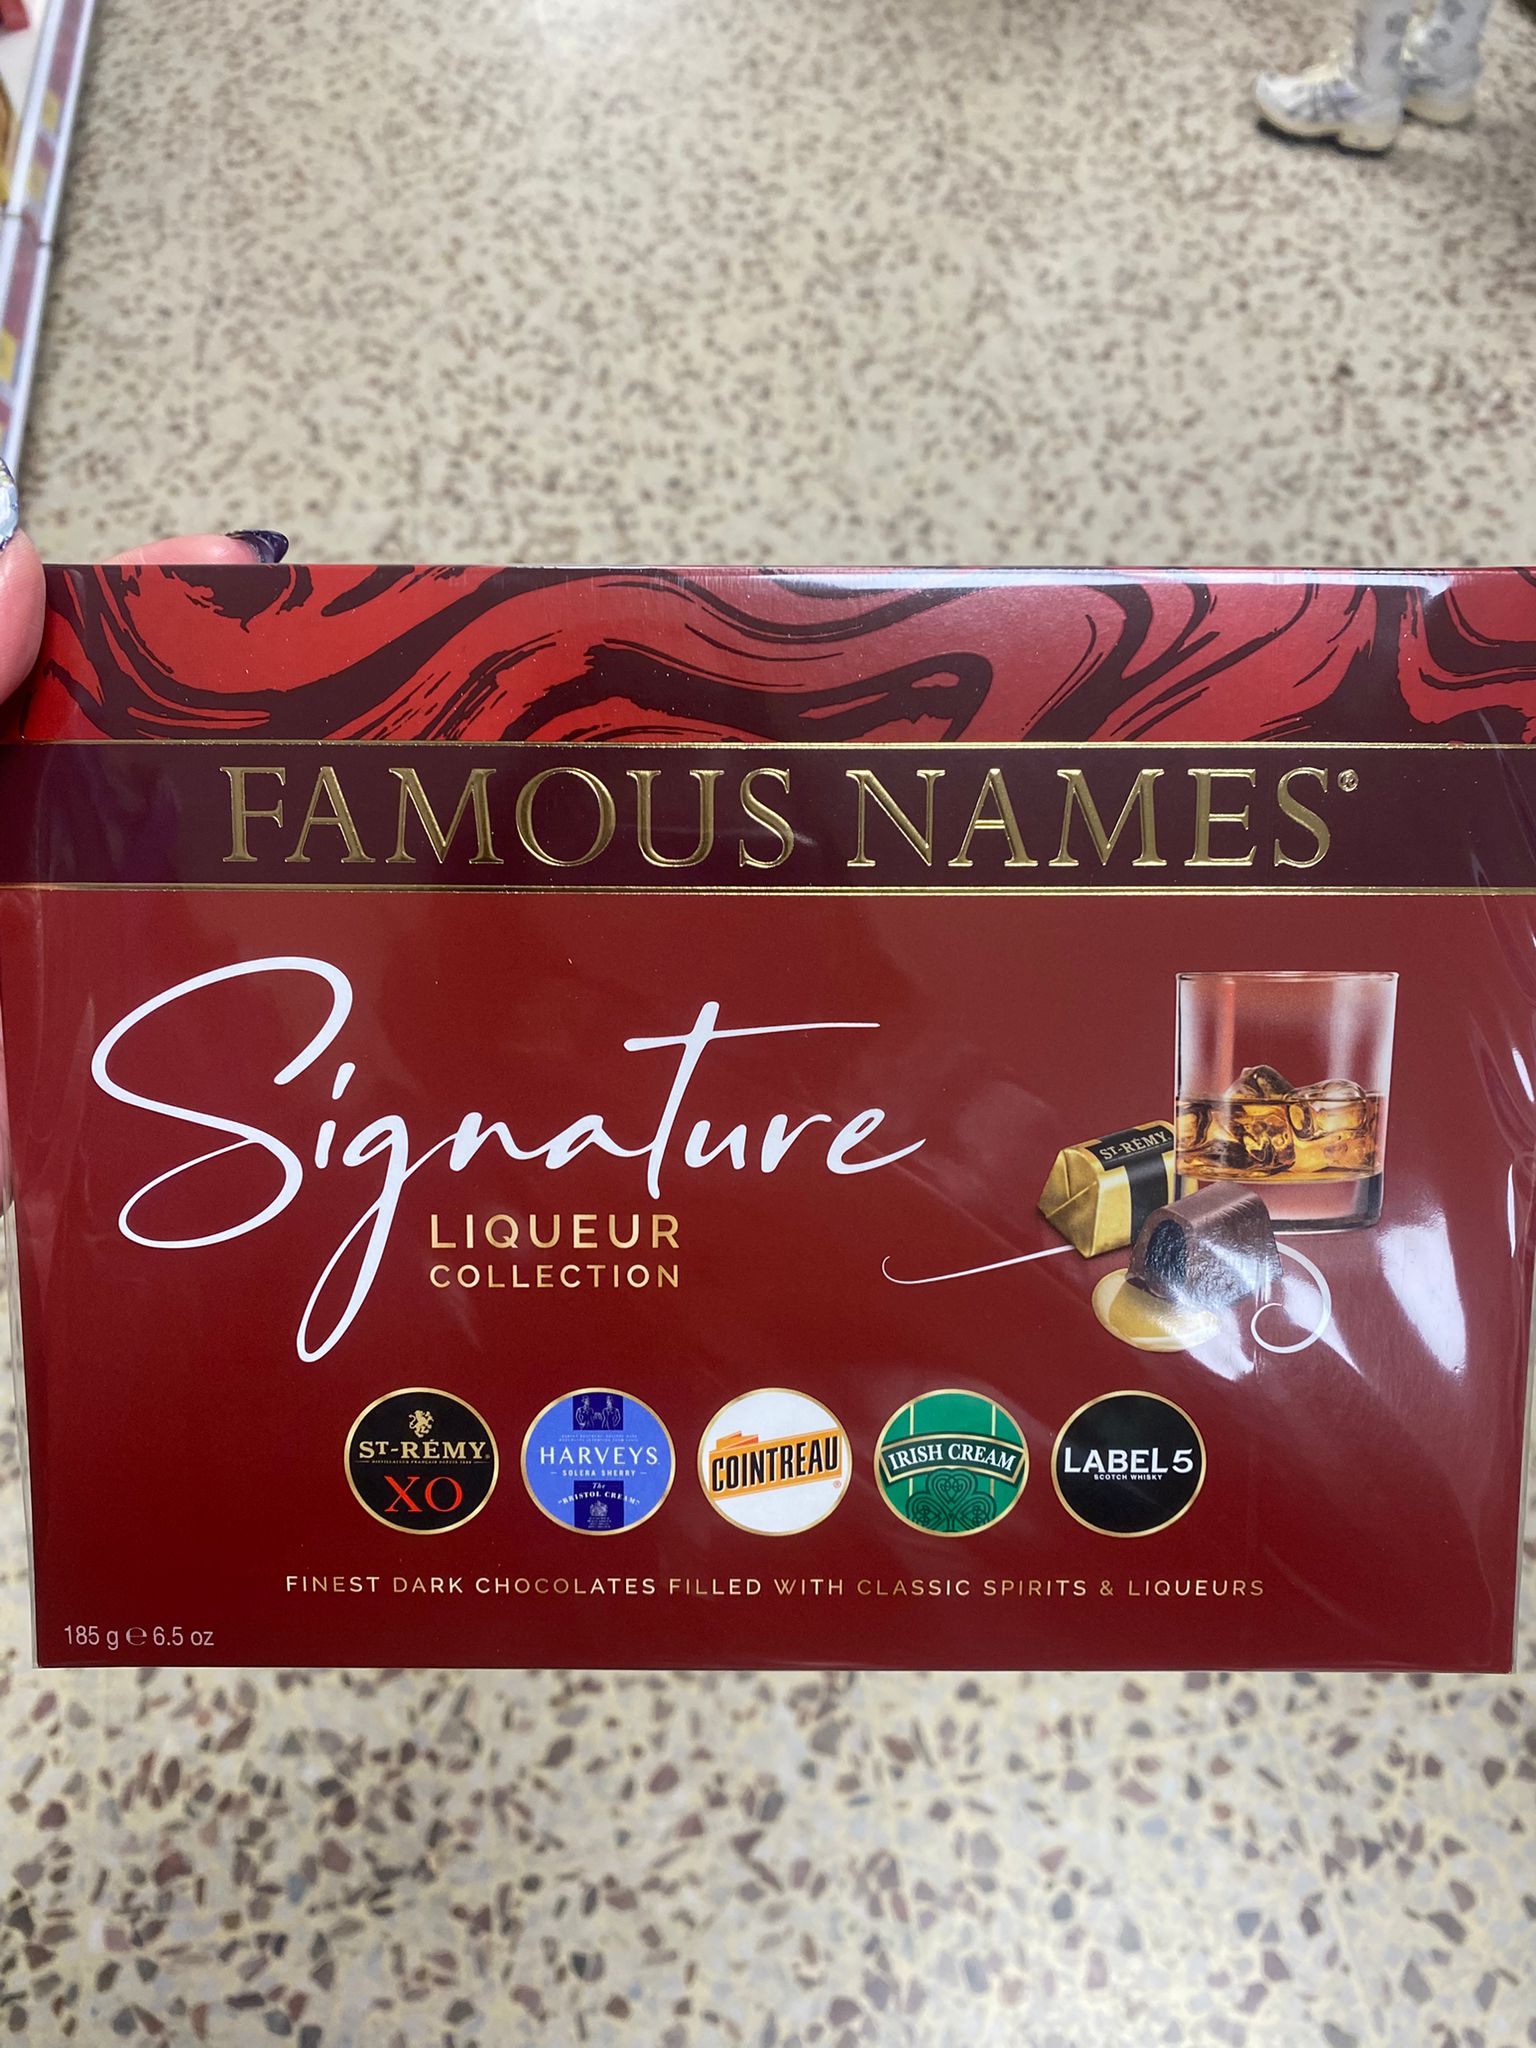 FAMOUS NAMES®
Signature
LIQUEUR
COLLECTION
ST-RÉMY
ST-RÉMY
XO
HARVEYS
SOLERA SHERRY
The
"BRISTOL CREAM"
COINTREAU
IRISH CREAM
LABEL 5
SCOTCH WHISKY
FINEST DARK CHOCOLATES FILLED WITH CLASSIC SPIRITS & LIQUEURS
185 g ℮ 6.5 oz